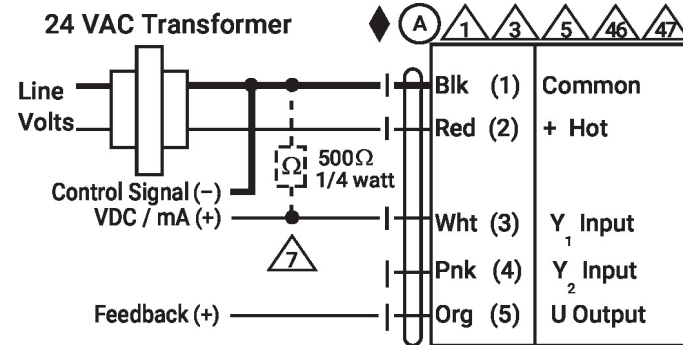 24 VAC Transformer
A 1 3 5 46 47
Line
Volts
Blk (1) Common
Red (2) + Hot
Ω 500Ω
1/4 watt
Control Signal (−)
VDC / mA (+)
7
Wht (3) Y1 Input
Pnk (4) Y2 Input
Feedback (+)
Org (5) U Output